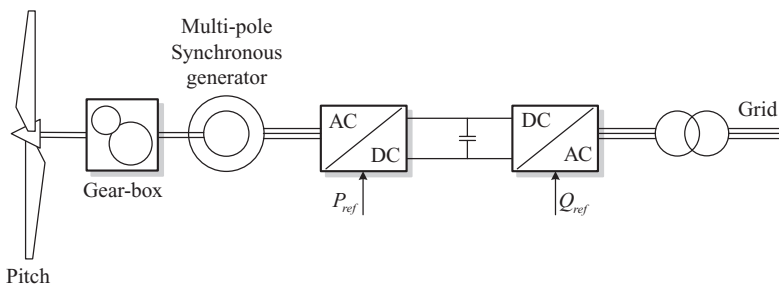 Multi-pole
Synchronous
generator
AC
DC
DC
AC
Grid
Gear-box
P_ref
Q_ref
Pitch